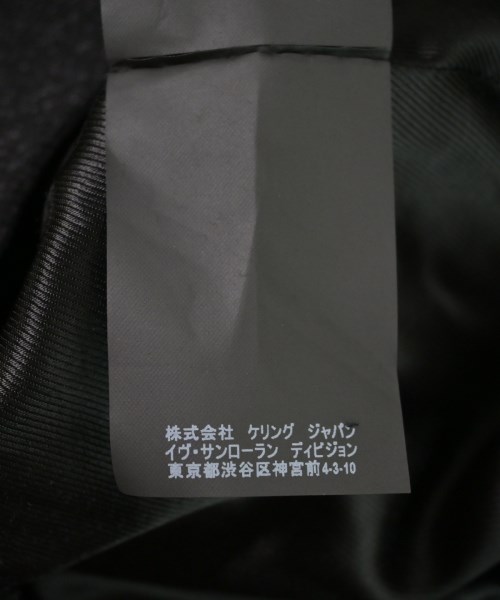 株式会社 ケリング ジャパン
イヴ・サンローラン ディビジョン
東京都渋谷区神宮前4-3-10